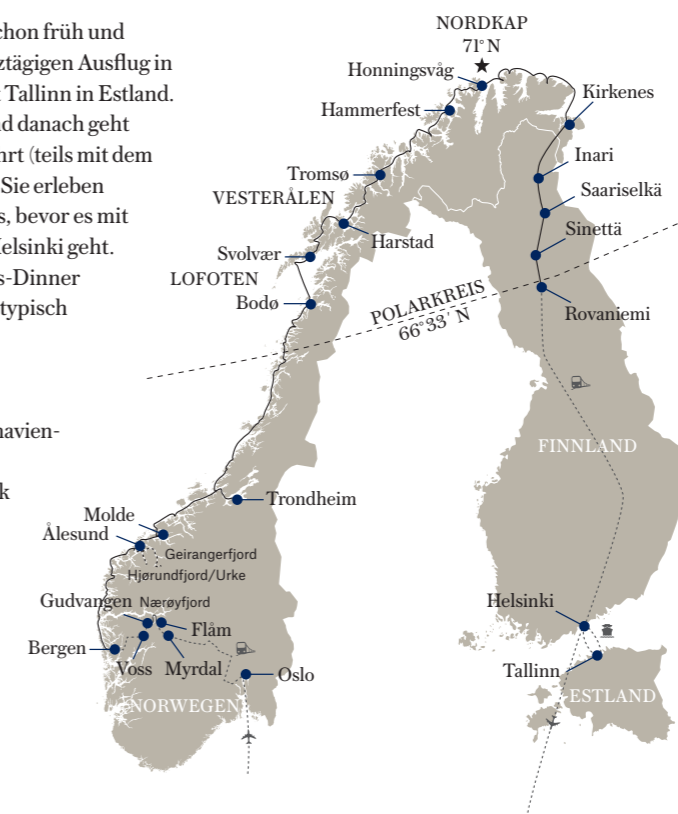 chon früh und
ztägigen Ausflug in
Tallinn in Estland.
nd danach geht
hrt (teils mit dem
Sie erleben
s, bevor es mit
Helsinki geht.
s-Dinner
typisch
navien-
k
NORDKAP
71° N
Honningsvåg
Hammerfest
Kirkenes
Inari
Tromsø
Saariselkä
VESTERÅLEN
Harstad
Sinettä
Svolvær
LOFOTEN
Bodø
POLARKREIS
66°33′ N
Rovaniemi
FINNLAND
Trondheim
Molde
Ålesund
Geirangerfjord
Hjørundfjord/Urke
Gudvangen
Nærøyfjord
Flåm
Helsinki
Bergen
Voss
Myrdal
Oslo
Tallinn
NORWEGEN
ESTLAND